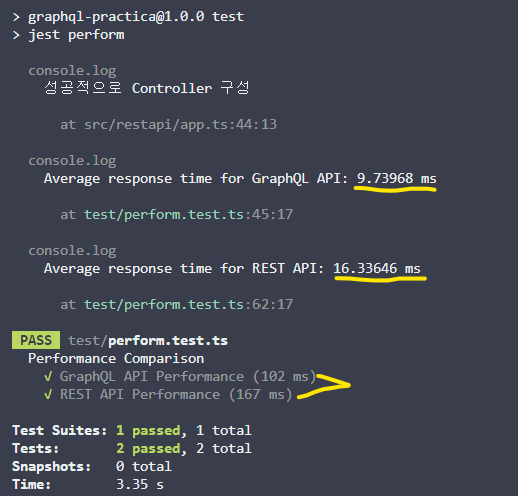 > graphql-practica@1.0.0 test
> jest perform
console.log
성공적으로 Controller 구성
at src/restapi/app.ts:44:13
console.log
Average response time for GraphQL API: 9.73968 ms
at test/perform.test.ts:45:17
console.log
Average response time for REST API: 16.33646 ms
at test/perform.test.ts:62:17
PASS test/perform.test.ts
Performance Comparison
√ GraphQL API Performance (102 ms)
√ REST API Performance (167 ms)
Test Suites: 1 passed, 1 total
Tests: 2 passed, 2 total
Snapshots: 0 total
Time: 3.35 s